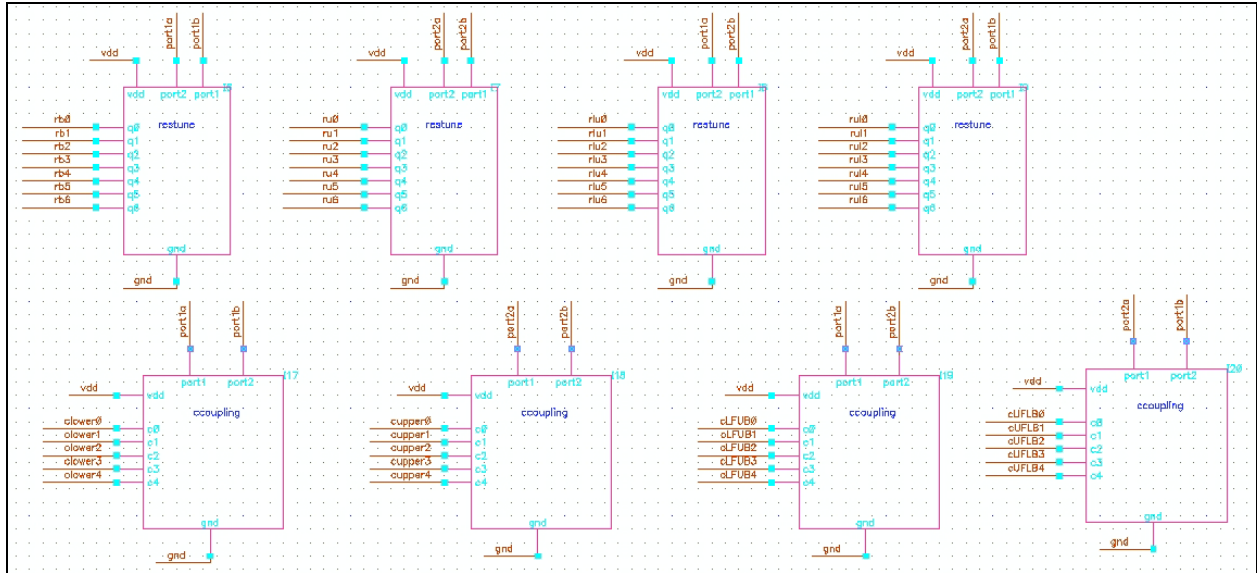 port1a port1b port2a port2b port1a port2b port2a port1b
vdd vdd vdd vdd
I6 I7 I8 I9
vdd port2 port1 vdd port2 port1 vdd port2 port1 vdd port2 port1
restune restune restune restune
rb0 q0 ru0 q0 rlu0 q0 rul0 q0
rb1 q1 ru1 q1 rlu1 q1 rul1 q1
rb2 q2 ru2 q2 rlu2 q2 rul2 q2
rb3 q3 ru3 q3 rlu3 q3 rul3 q3
rb4 q4 ru4 q4 rlu4 q4 rul4 q4
rb5 q5 ru5 q5 rlu5 q5 rul5 q5
rb6 q6 ru6 q6 rlu6 q6 rul6 q6
gnd gnd gnd gnd
gnd gnd gnd gnd
port1a port1b port2a port2b port1a port2b port2a port1b
I17 I18 I19 I20
port1 port2 port1 port2 port1 port2 port1 port2
vdd vdd vdd vdd vdd vdd vdd vdd
ccoupling ccoupling ccoupling ccoupling
clower0 c0 cupper0 c0 cLFUB0 c0 cUFLB0 c0
clower1 c1 cupper1 c1 cLFUB1 c1 cUFLB1 c1
clower2 c2 cupper2 c2 cLFUB2 c2 cUFLB2 c2
clower3 c3 cupper3 c3 cLFUB3 c3 cUFLB3 c3
clower4 c4 cupper4 c4 cLFUB4 c4 cUFLB4 c4
gnd gnd gnd gnd
gnd gnd gnd gnd